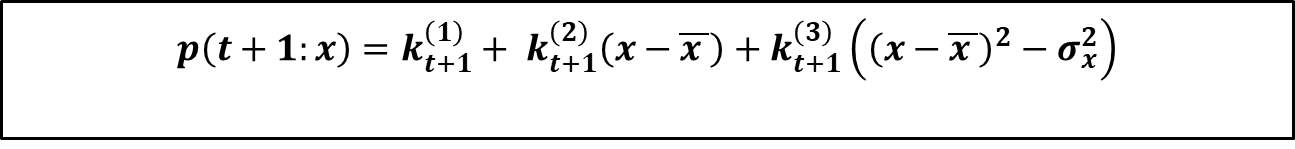 p(t + 1: x) = k_{t+1}^{(1)} + k_{t+1}^{(2)}(x − x̅) + k_{t+1}^{(3)}((x − x̅)² − σ_x^2)